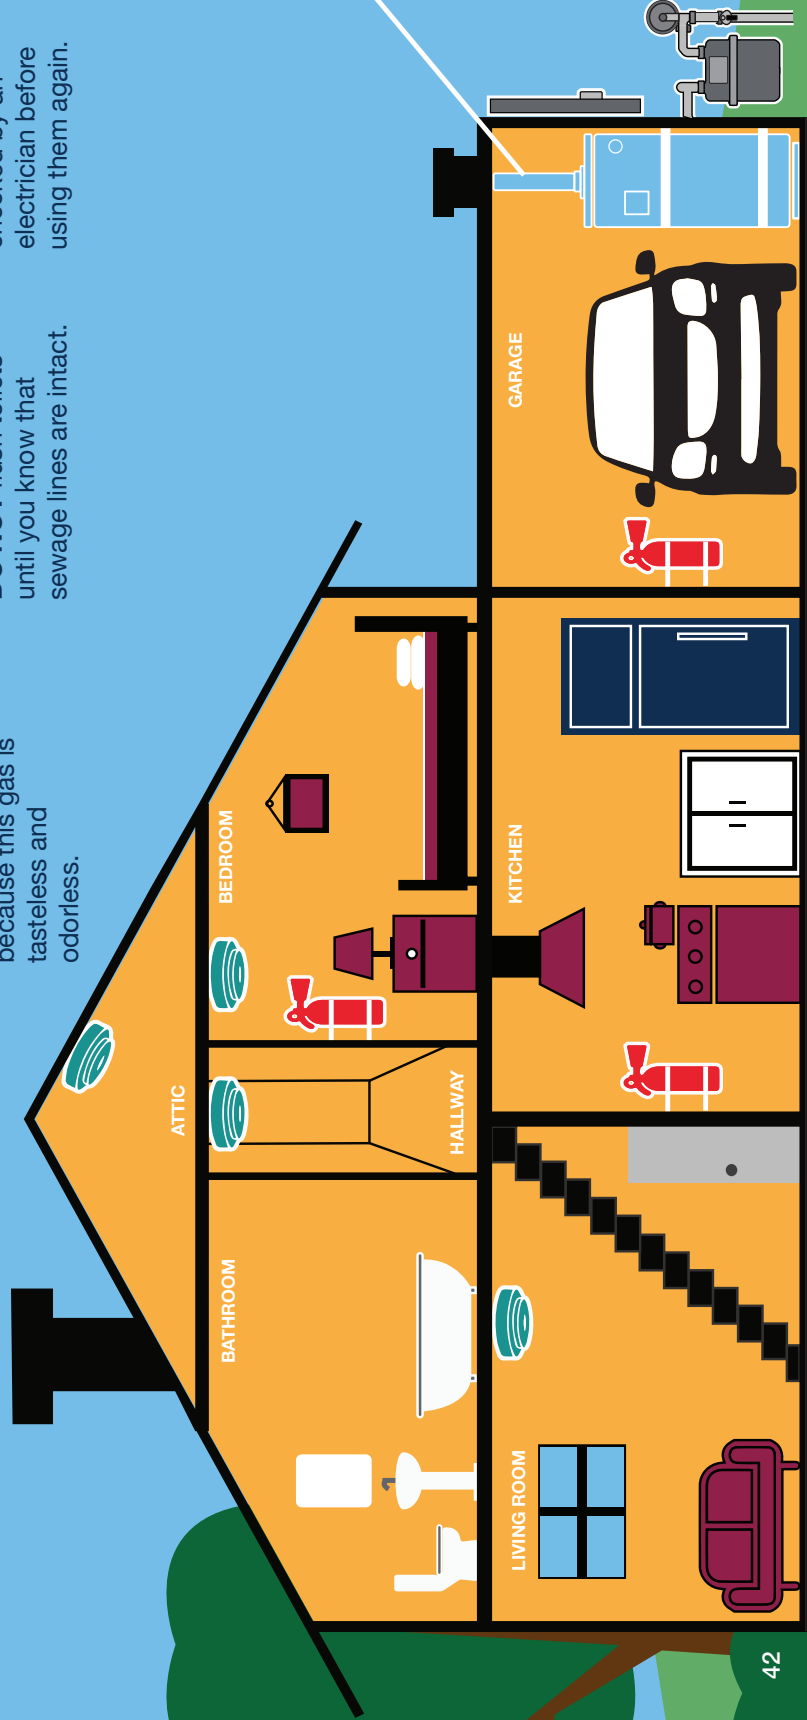 because this gas is
tasteless and
odorless.
until you know that
sewage lines are intact.
electrician before
using them again.
ATTIC
BATHROOM
BEDROOM
HALLWAY
LIVING ROOM
KITCHEN
GARAGE
42